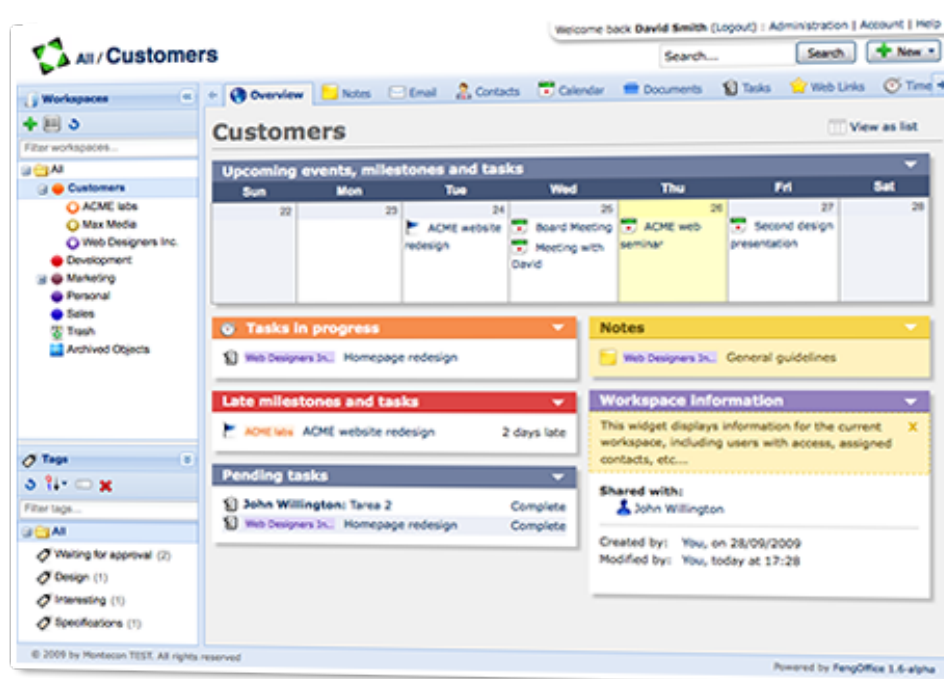 Welcome back David Smith (Logout) : Administration | Account | Help
All / Customers
Search... Search New
Workspaces
Overview Notes Email Contacts Calendar Documents Tasks Web Links Time
Filter workspaces...
All
Customers
ACME labs
Max Media
Web Designers Inc.
Development
Marketing
Personal
Sales
Trash
Archived Objects
Tags
Filter tags...
All
Waiting for approval (2)
Design (1)
Interesting (1)
Specifications (1)
Customers
View as list
Upcoming events, milestones and tasks
Sun Mon Tue Wed Thu Fri Sat
22 23 24 25 26 27 28
ACME website redesign
Board Meeting
Meeting with David
ACME web seminar
Second design presentation
Tasks in progress
Web Designers In... Homepage redesign
Late milestones and tasks
ACME labs ACME website redesign 2 days late
Pending tasks
John Willington: Tarea 2 Complete
Web Designers In... Homepage redesign Complete
Notes
Web Designers In... General guidelines
Workspace information
This widget displays information for the current
workspace, including users with access, assigned
contacts, etc... X
Shared with:
John Willington
Created by: You, on 28/09/2009
Modified by: You, today at 17:28
© 2009 by Montecon TEST. All rights reserved
Powered by FengOffice 1.6-alpha